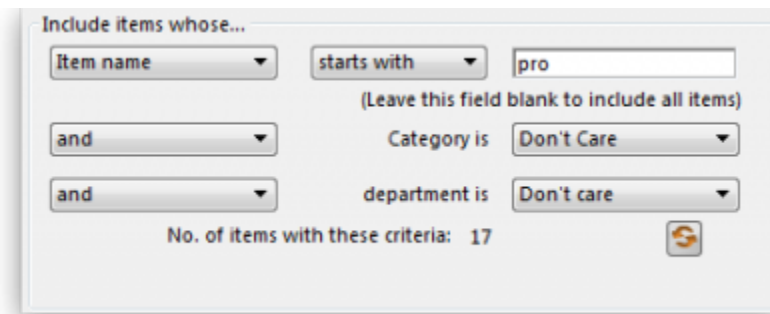 Include items whose...
Item name starts with pro
(Leave this field blank to include all items)
and Category is Don't Care
and department is Don't care
No. of items with these criteria: 17